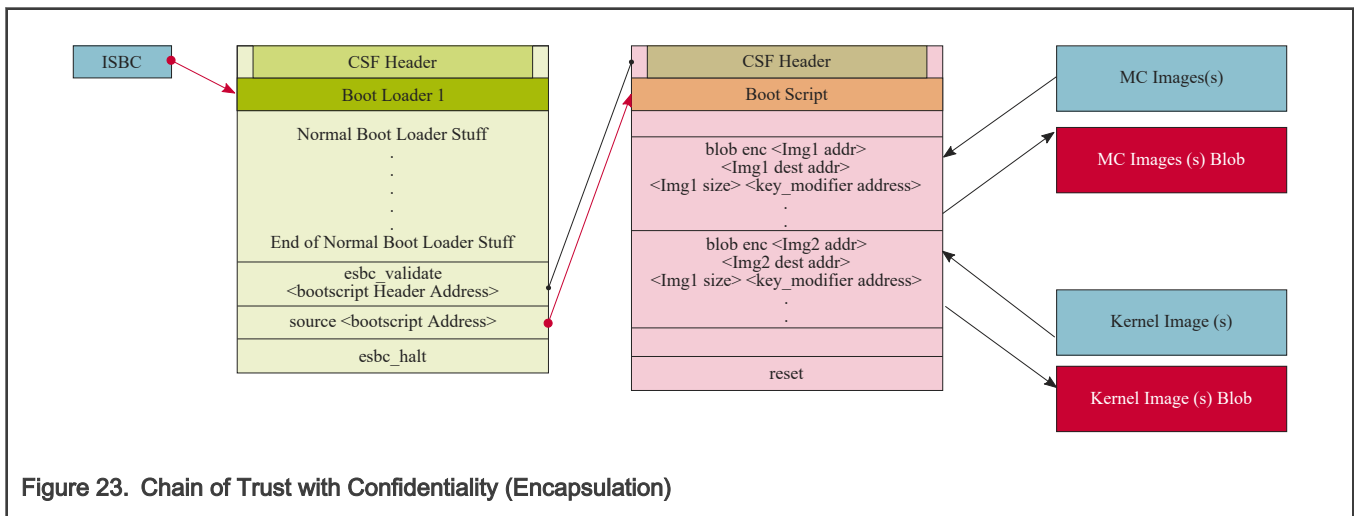 ISBC
CSF Header
Boot Loader 1
Normal Boot Loader Stuff
.
.
.
.
.
End of Normal Boot Loader Stuff
esbc_validate
<bootscript Header Address>
source <bootscript Address>
esbc_halt
CSF Header
Boot Script
blob enc <Img1 addr>
<Img1 dest addr>
<Img1 size> <key_modifier address>
.
.
blob enc <Img2 addr>
<Img2 dest addr>
<Img1 size> <key_modifier address>
.
.
reset
MC Images(s)
MC Images (s) Blob
Kernel Image (s)
Kernel Image (s) Blob
Figure 23. Chain of Trust with Confidentiality (Encapsulation)